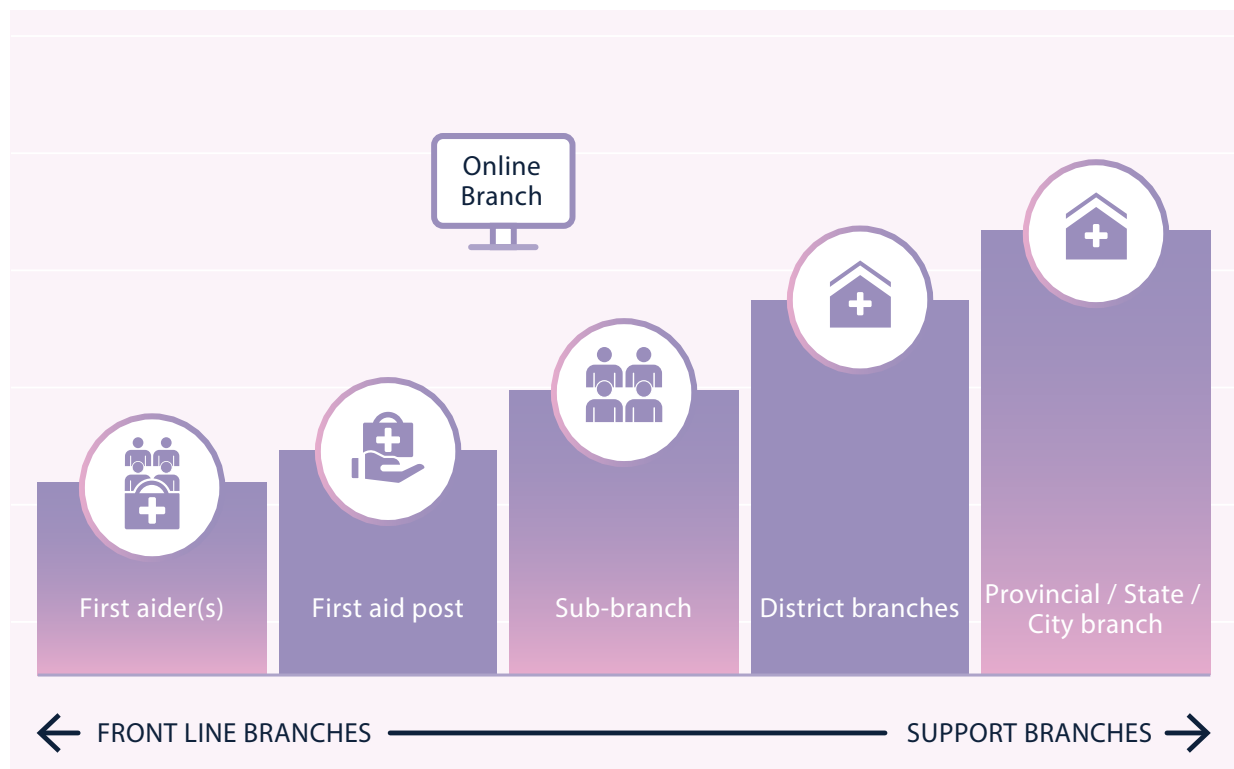 Online
Branch
First aider(s)
First aid post
Sub-branch
District branches
Provincial / State /
City branch
FRONT LINE BRANCHES
SUPPORT BRANCHES